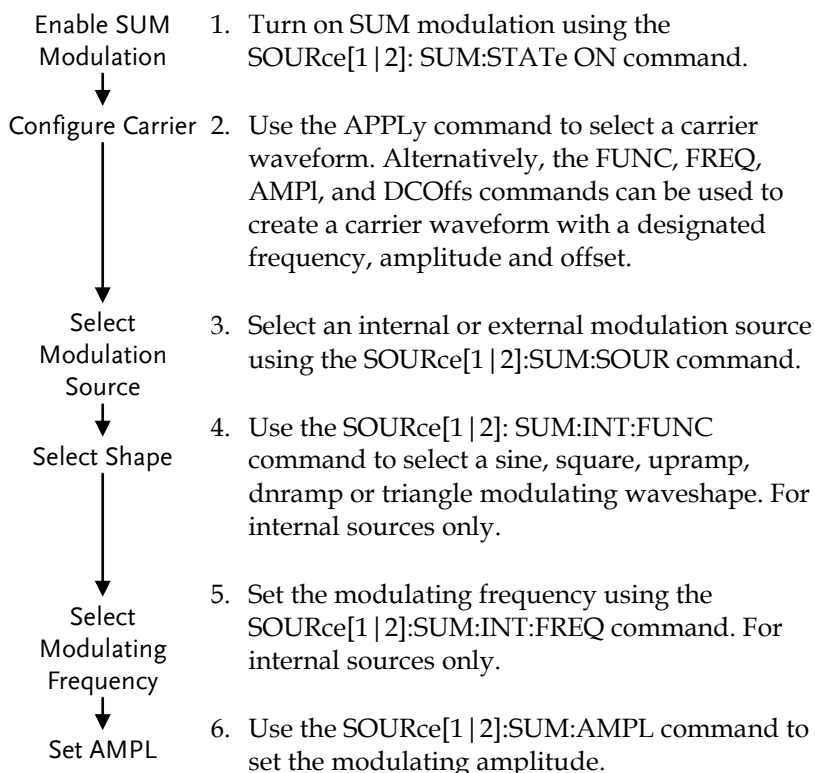 Enable SUM
Modulation
1. Turn on SUM modulation using the
SOURce[1|2]: SUM:STATe ON command.
Configure Carrier
2. Use the APPLy command to select a carrier
waveform. Alternatively, the FUNC, FREQ,
AMPl, and DCOffs commands can be used to
create a carrier waveform with a designated
frequency, amplitude and offset.
Select
Modulation
Source
3. Select an internal or external modulation source
using the SOURce[1|2]:SUM:SOUR command.
Select Shape
4. Use the SOURce[1|2]: SUM:INT:FUNC
command to select a sine, square, upramp,
dnramp or triangle modulating waveshape. For
internal sources only.
Select
Modulating
Frequency
5. Set the modulating frequency using the
SOURce[1|2]:SUM:INT:FREQ command. For
internal sources only.
Set AMPL
6. Use the SOURce[1|2]:SUM:AMPL command to
set the modulating amplitude.